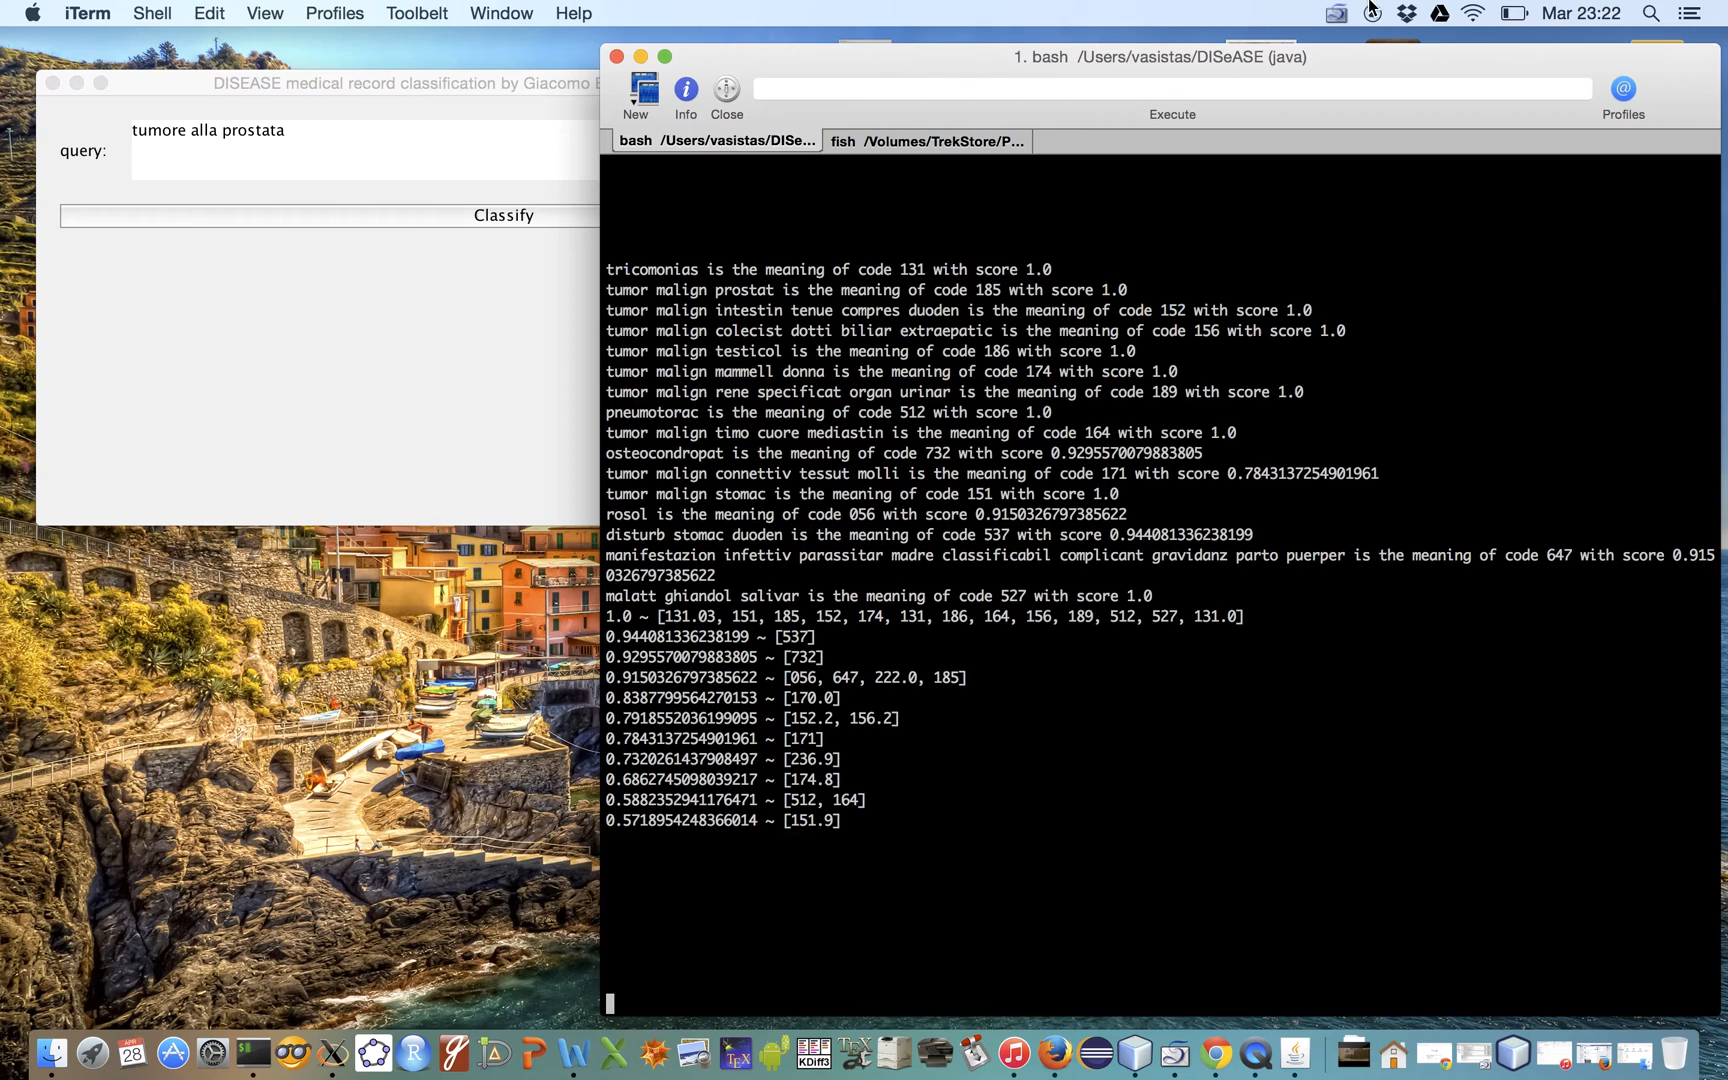 iTerm Shell Edit View Profiles Toolbelt Window Help Mar 23:22
DISEASE medical record classification by Giacomo
query:
tumore alla prostata
Classify
1. bash /Users/vasistas/DISeASE (java)
New Info Close Execute Profiles
bash /Users/vasistas/DISe... fish /Volumes/TrekStore/P...
tricomonias is the meaning of code 131 with score 1.0
tumor malign prostat is the meaning of code 185 with score 1.0
tumor malign intestin tenue compres duoden is the meaning of code 152 with score 1.0
tumor malign colecist dotti biliar extraepatic is the meaning of code 156 with score 1.0
tumor malign testicol is the meaning of code 186 with score 1.0
tumor malign mammell donna is the meaning of code 174 with score 1.0
tumor malign rene specificat organ urinar is the meaning of code 189 with score 1.0
pneumotorac is the meaning of code 512 with score 1.0
tumor malign timo cuore mediastin is the meaning of code 164 with score 1.0
osteocondropat is the meaning of code 732 with score 0.9295570079883805
tumor malign connettiv tessut molli is the meaning of code 171 with score 0.7843137254901961
tumor malign stomac is the meaning of code 151 with score 1.0
rosol is the meaning of code 056 with score 0.9150326797385622
disturb stomac duoden is the meaning of code 537 with score 0.944081336238199
manifestazion infettiv parassitar madre classificabil complicant gravidanz parto puerper is the meaning of code 647 with score 0.915
0326797385622
malatt ghiandol salivar is the meaning of code 527 with score 1.0
1.0 ~ [131.03, 151, 185, 152, 174, 131, 186, 164, 156, 189, 512, 527, 131.0]
0.944081336238199 ~ [537]
0.9295570079883805 ~ [732]
0.9150326797385622 ~ [056, 647, 222.0, 185]
0.8387799564270153 ~ [170.0]
0.7918552036199095 ~ [152.2, 156.2]
0.7843137254901961 ~ [171]
0.7320261437908497 ~ [236.9]
0.6862745098039217 ~ [174.8]
0.5882352941176471 ~ [512, 164]
0.5718954248366014 ~ [151.9]
APR
28
KDiff3
TEX